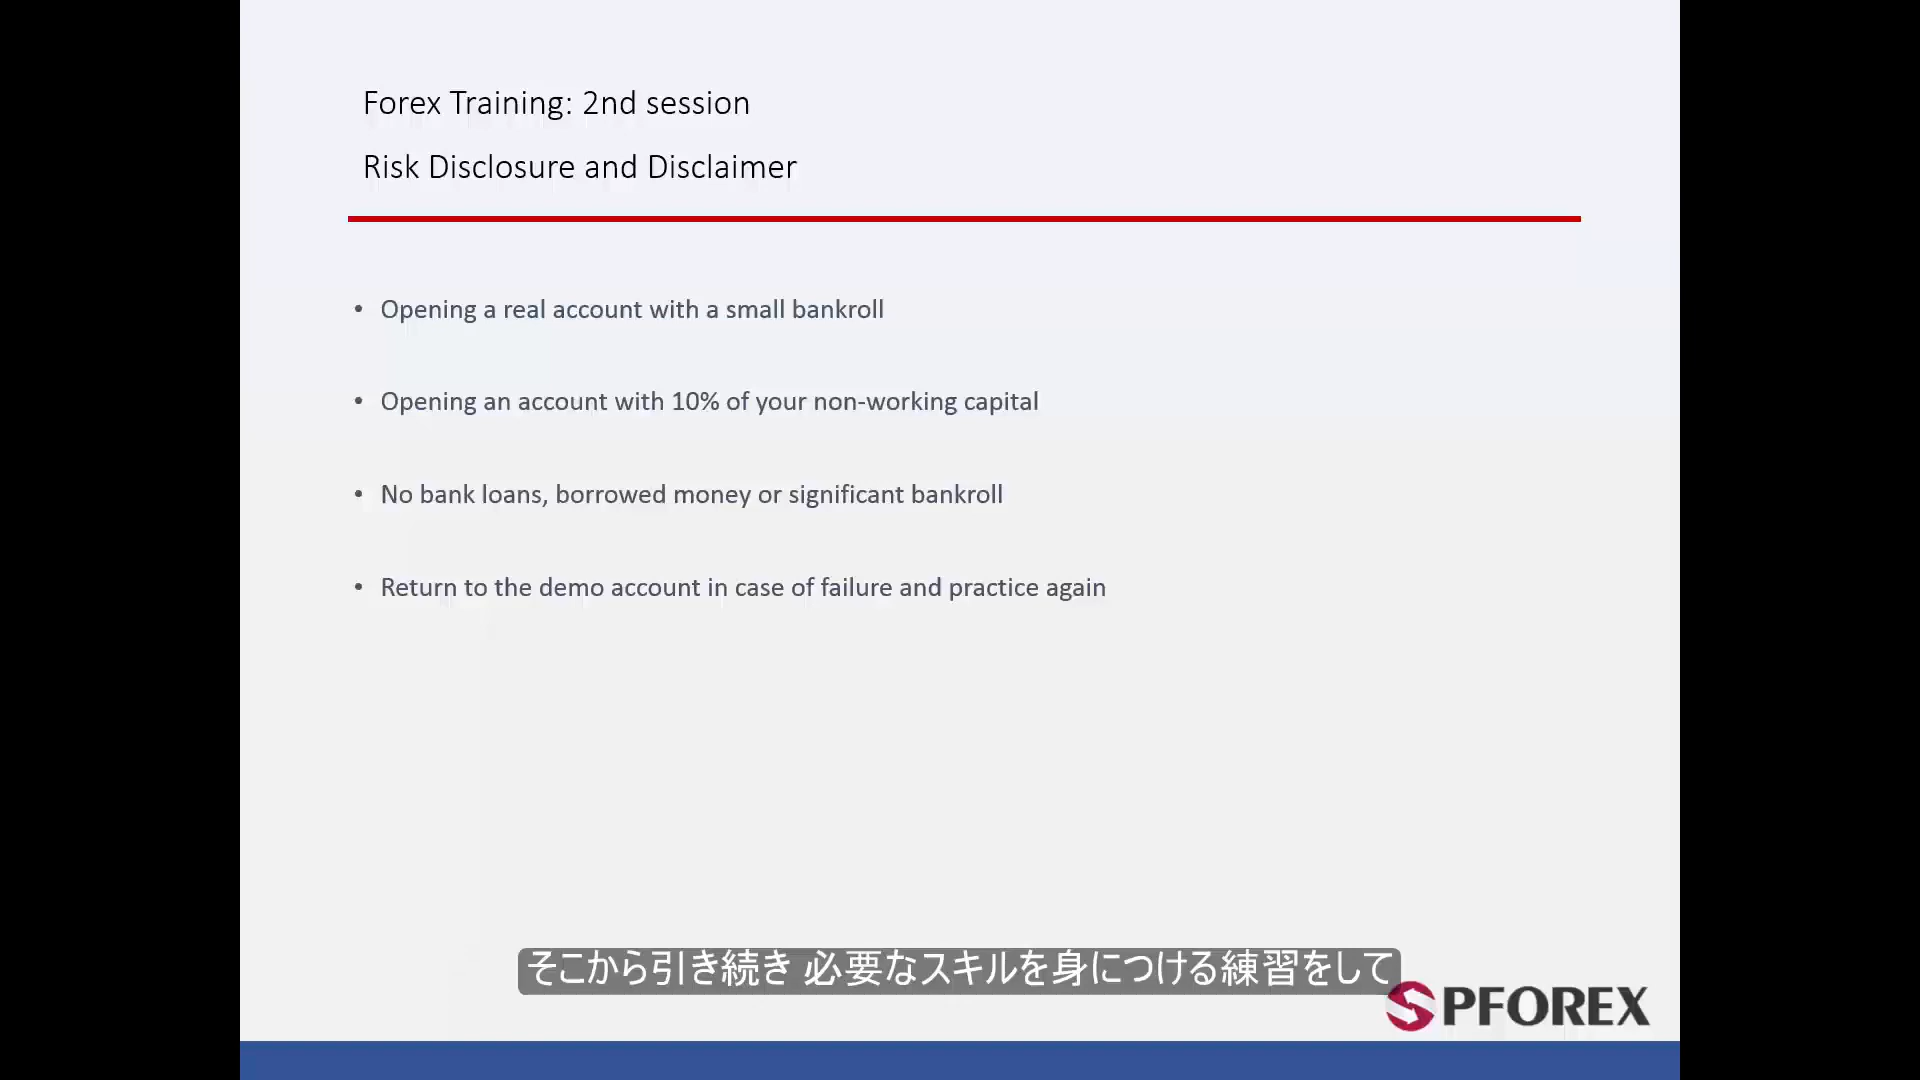 Forex Training: 2nd session
Risk Disclosure and Disclaimer
• Opening a real account with a small bankroll
• Opening an account with 10% of your non-working capital
• No bank loans, borrowed money or significant bankroll
• Return to the demo account in case of failure and practice again
そこから引き続き 必要なスキルを身につける練習をして
SPFOREX